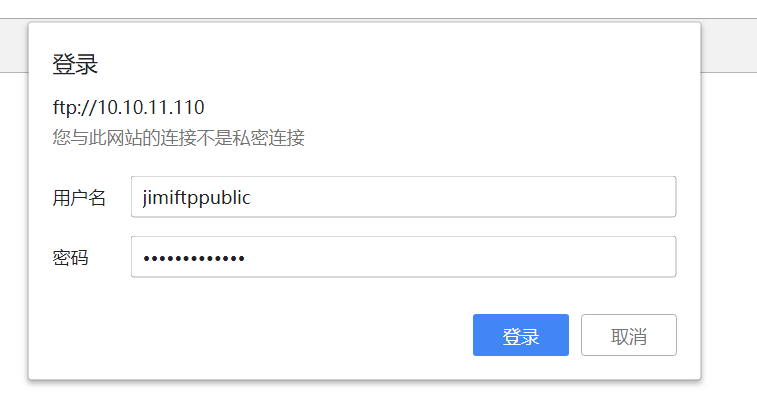 登录
ftp://10.10.11.110
您与此网站的连接不是私密连接
用户名 jimiftppublic
密码 •••••••••••••
登录 取消